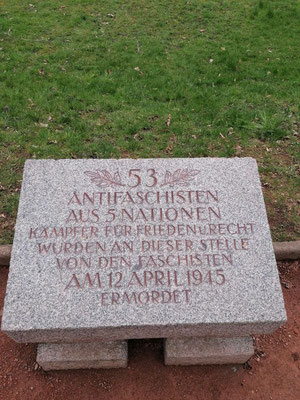 53
ANTIFASCHISTEN
AUS 5 NATIONEN
KÄMPFER FÜR FRIEDEN U. RECHT
WURDEN AN DIESER STELLE
VON DEN FASCHISTEN
AM 12. APRIL 1945
ERMORDET